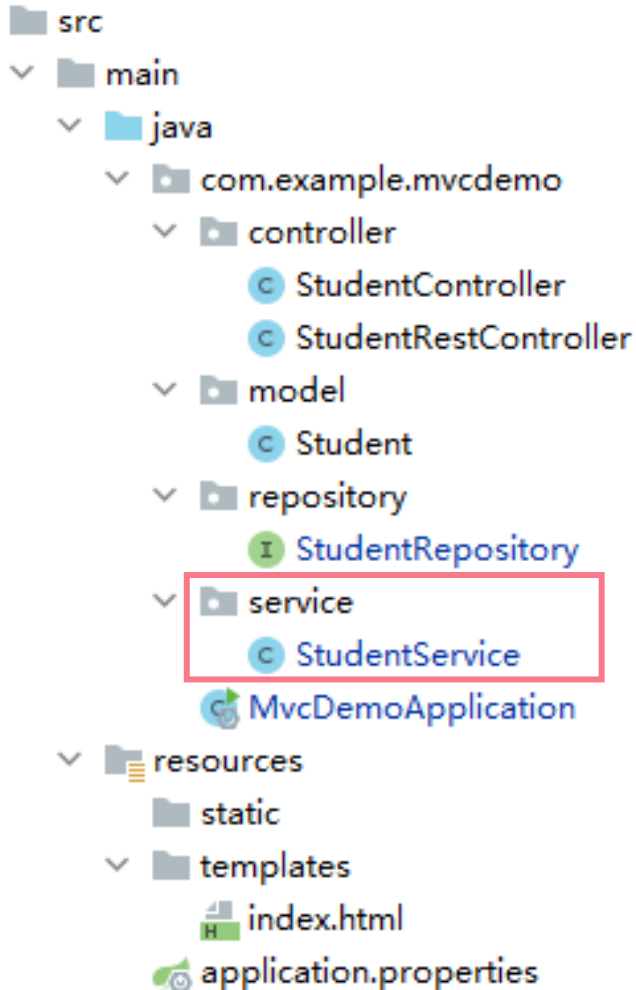 src
main
java
com.example.mvcdemo
controller
C StudentController
C StudentRestController
model
C Student
repository
I StudentRepository
service
C StudentService
C MvcDemoApplication
resources
static
templates
H index.html
application.properties